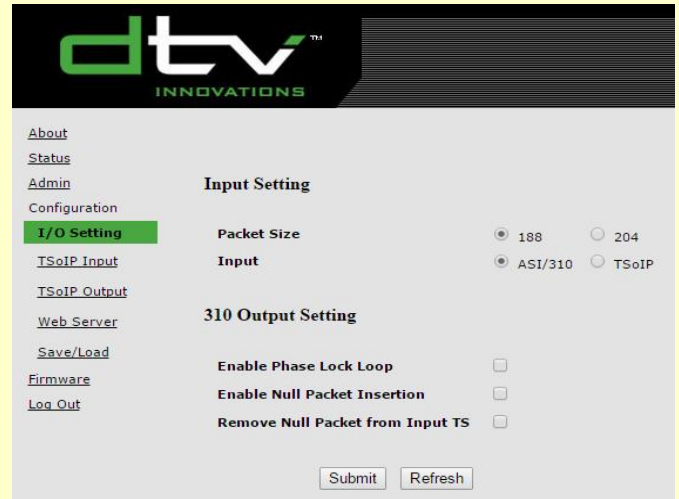 dtv™
INNOVATIONS
About
Status
Admin
Configuration
I/O Setting
TSoIP Input
TSoIP Output
Web Server
Save/Load
Firmware
Log Out
Input Setting
Packet Size 188 204
Input ASI/310 TSoIP
310 Output Setting
Enable Phase Lock Loop
Enable Null Packet Insertion
Remove Null Packet from Input TS
Submit Refresh